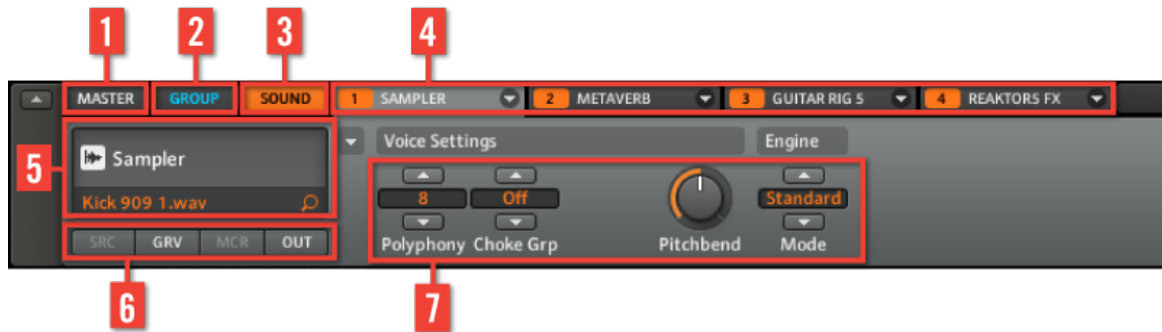 1 2 3 4
MASTER GROUP SOUND 1 SAMPLER 2 METAVERB 3 GUITAR RIG 5 4 REAKTOR5 FX
5
Sampler
Kick 909 1.wav
Voice Settings Engine
8 Off Standard
Polyphony Choke Grp Pitchbend Mode
SRC GRV MCR OUT
6 7